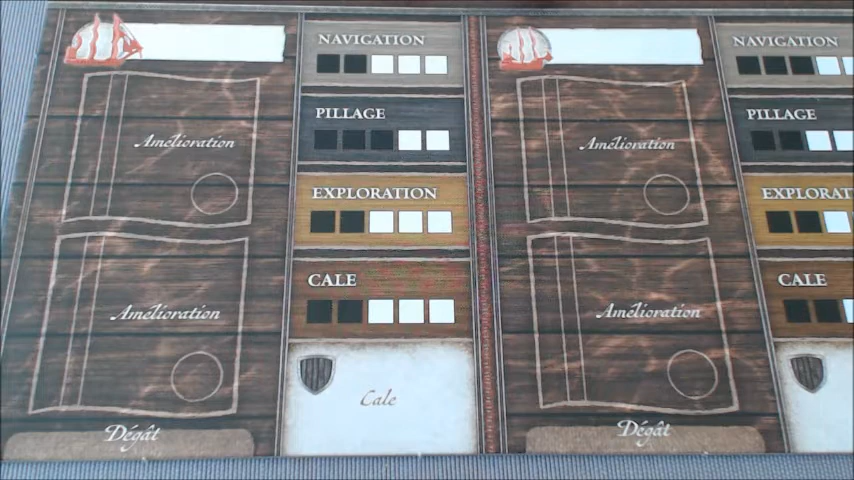 NAVIGATION
PILLAGE
Amélioration
EXPLORATION
CALE
Amélioration
Cale
Dégât
NAVIGATION
PILLAGE
Amélioration
EXPLORAT
CALE
Amélioration
Dégât